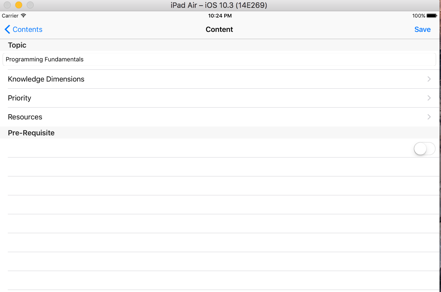 iPad Air – iOS 10.3 (14E269)
Carrier 10:24 PM 100%
Contents Content Save
Topic
Programming Fundamentals
Knowledge Dimensions
Priority
Resources
Pre-Requisite